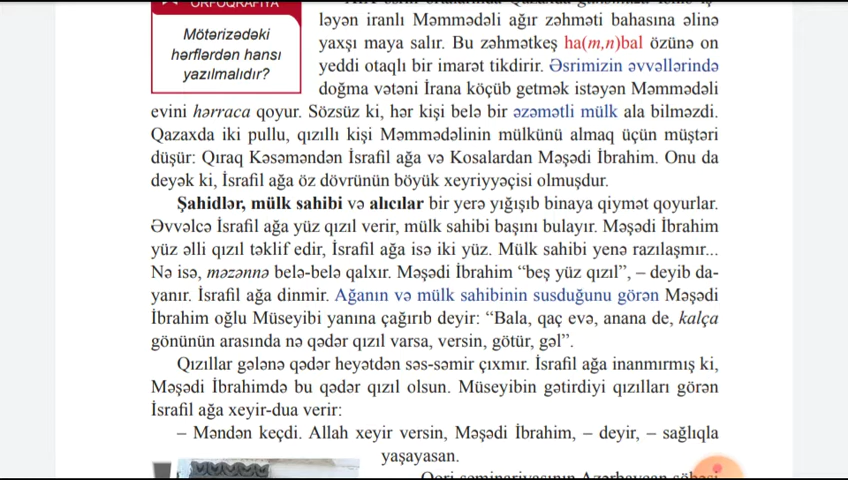 ORFOQRAFİYA
Mötərizədəki
hərflərdən hansı
yazılmalıdır?
ləyən iranlı Məmmədəli ağır zəhməti bahasına əlinə
yaxşı maya salır. Bu zəhmətkeş ha(m,n)bal özünə on
yeddi otaqlı bir imarət tikdirir. Əsrimizin əvvəllərində
doğma vətəni İrana köçüb getmək istəyən Məmmədəli
evini hərraca qoyur. Sözsüz ki, hər kişi belə bir əzəmətli mülk ala bilməzdi.
Qazaxda iki pullu, qızıllı kişi Məmmədəlinin mülkünü almaq üçün müştəri
düşür: Qıraq Kəsəməndən İsrafil ağa və Kosalardan Məşədi İbrahim. Onu da
deyək ki, İsrafil ağa öz dövrünün böyük xeyriyyəçisi olmuşdur.
Şahidlər, mülk sahibi və alıcılar bir yerə yığışıb binaya qiymət qoyurlar.
Əvvəlcə İsrafil ağa yüz qızıl verir, mülk sahibi başını bulayır. Məşədi İbrahim
yüz əlli qızıl təklif edir, İsrafil ağa isə iki yüz. Mülk sahibi yenə razılaşmır...
Nə isə, məzənnə belə-belə qalxır. Məşədi İbrahim “beş yüz qızıl”, – deyib da-
yanır. İsrafil ağa dinmir. Ağanın və mülk sahibinin susduğunu görən Məşədi
İbrahim oğlu Müseyibi yanına çağırıb deyir: “Bala, qaç evə, anana de, kalça
gönünün arasında nə qədər qızıl varsa, versin, götür, gəl”.
Qızıllar gələnə qədər heyətdən səs-səmir çıxmır. İsrafil ağa inanmırmış ki,
Məşədi İbrahimdə bu qədər qızıl olsun. Müseyibin gətirdiyi qızılları görən
İsrafil ağa xeyir-dua verir:
– Məndən keçdi. Allah xeyir versin, Məşədi İbrahim, – deyir, – sağlıqla
yaşayasan.
Qori seminariyasının Azərbaycan şöbəsi